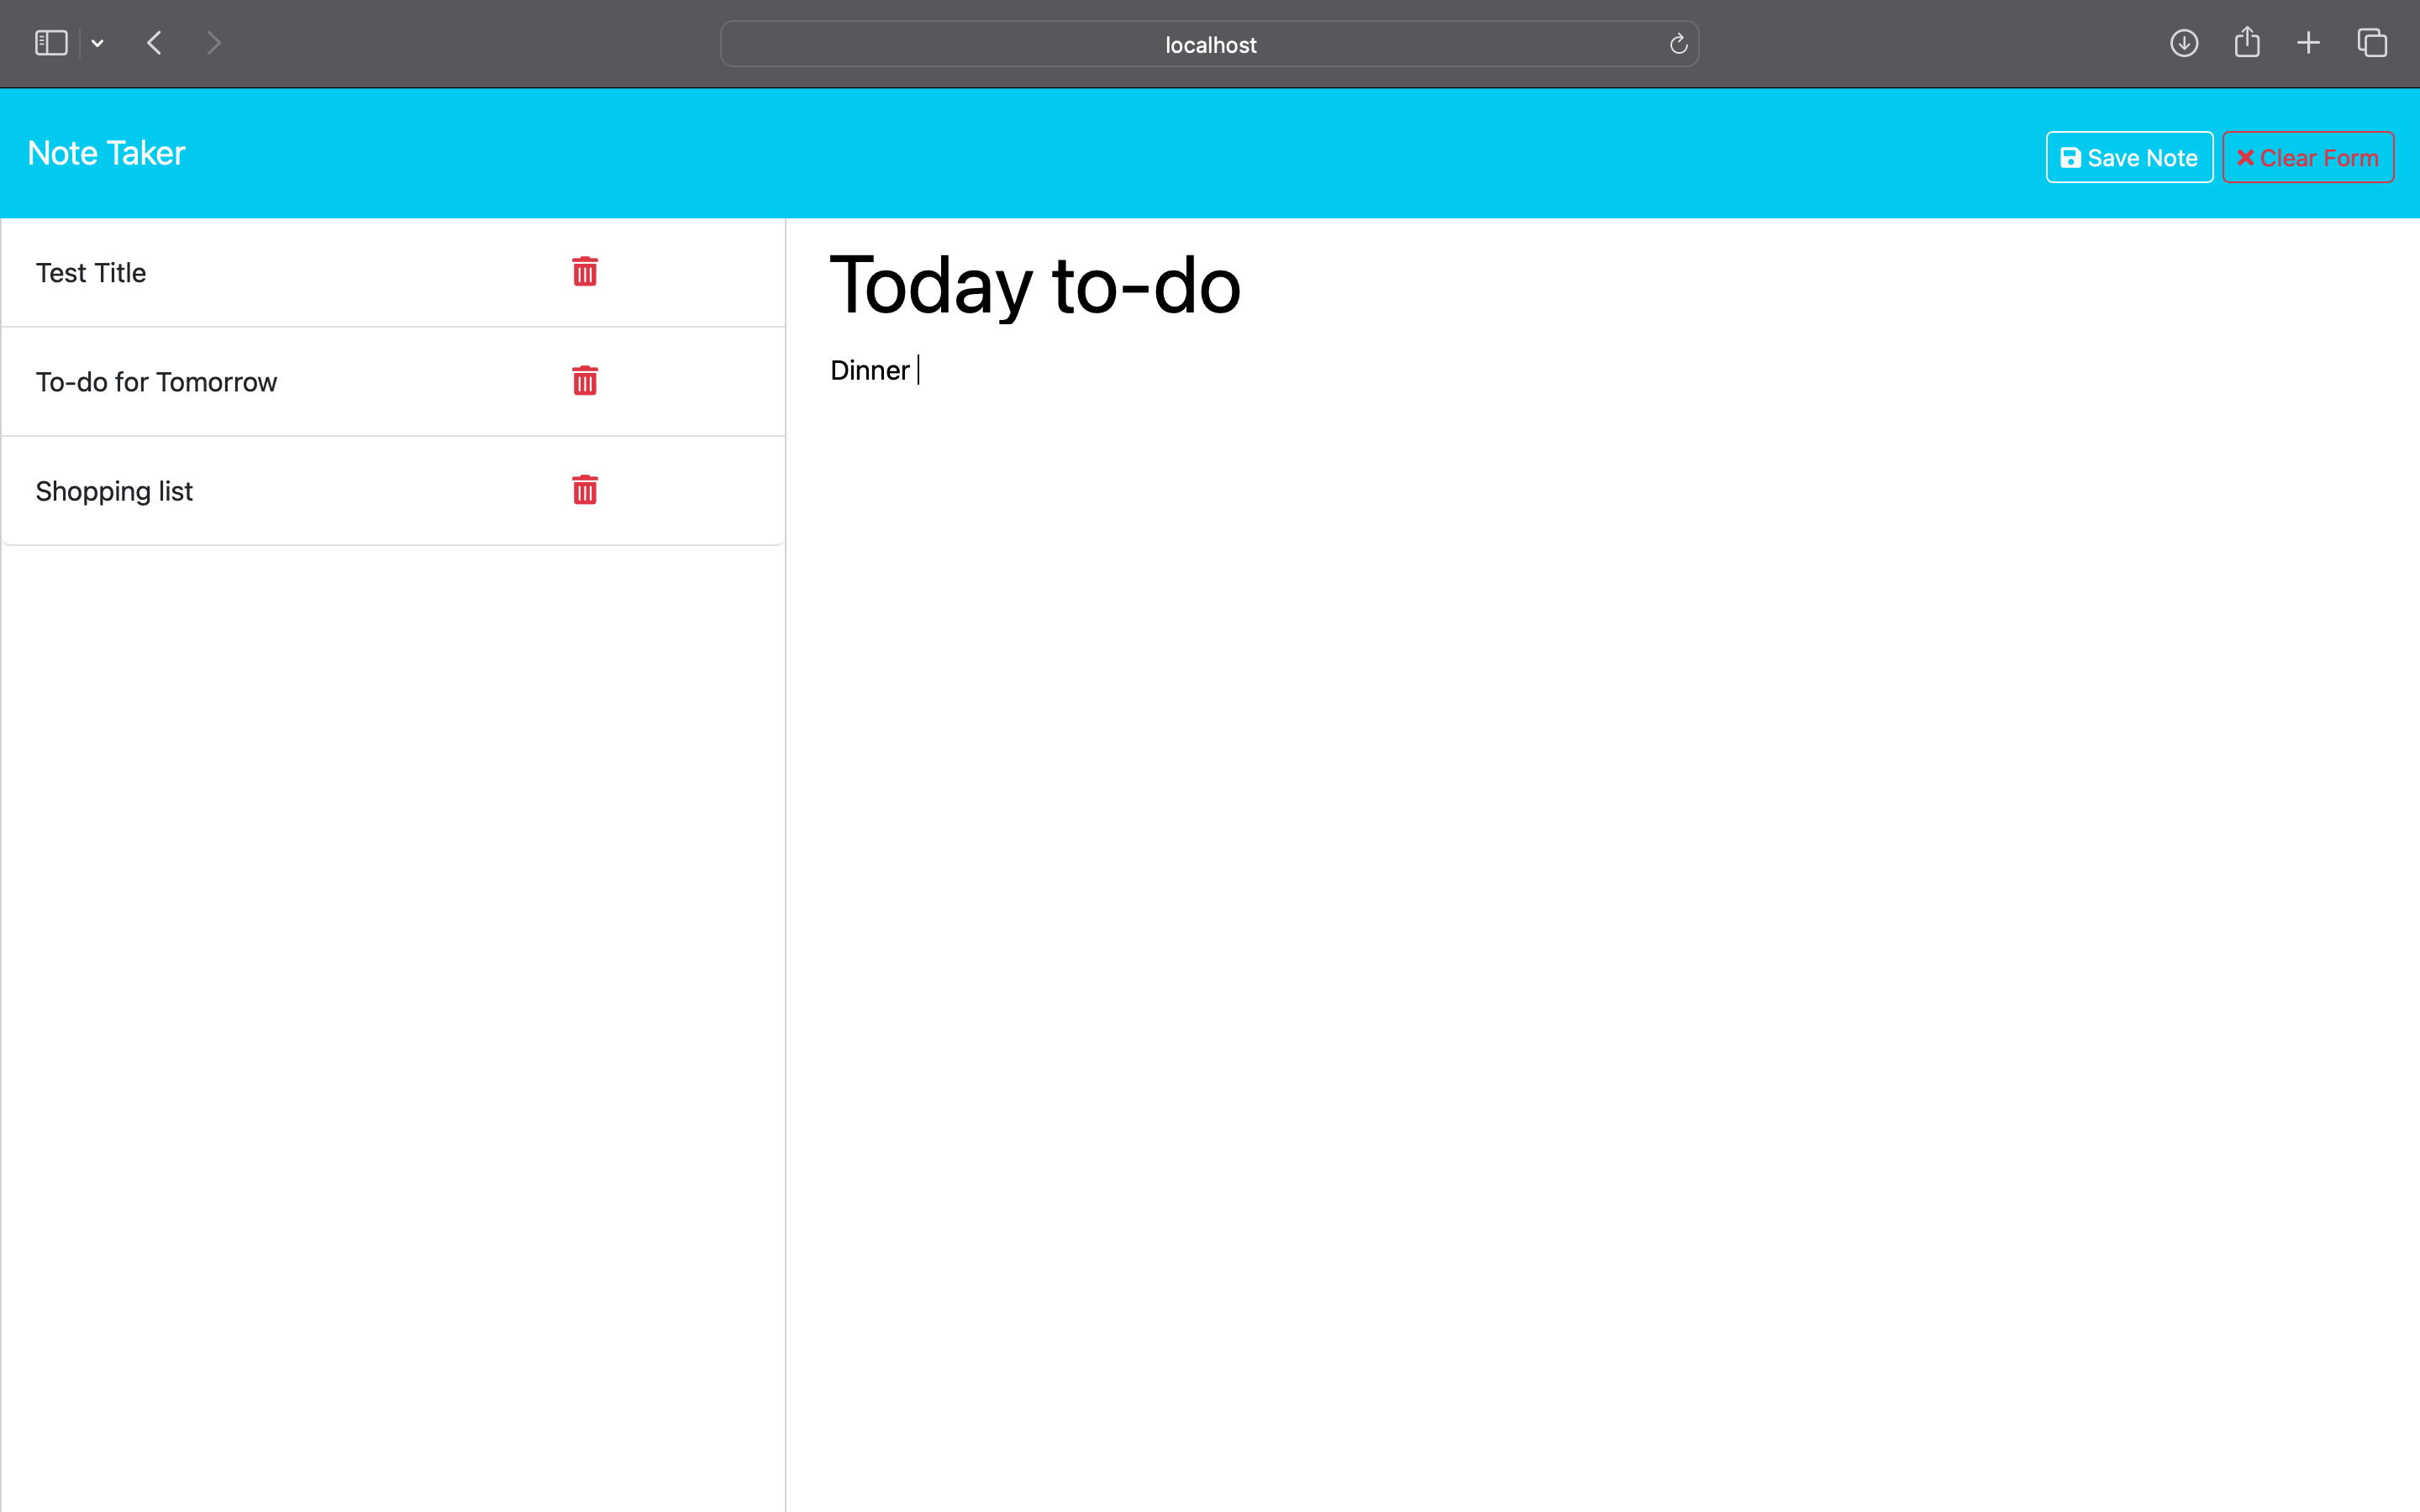 localhost
Note Taker
Save Note
Clear Form
Test Title
To-do for Tomorrow
Shopping list
Today to-do
Dinner